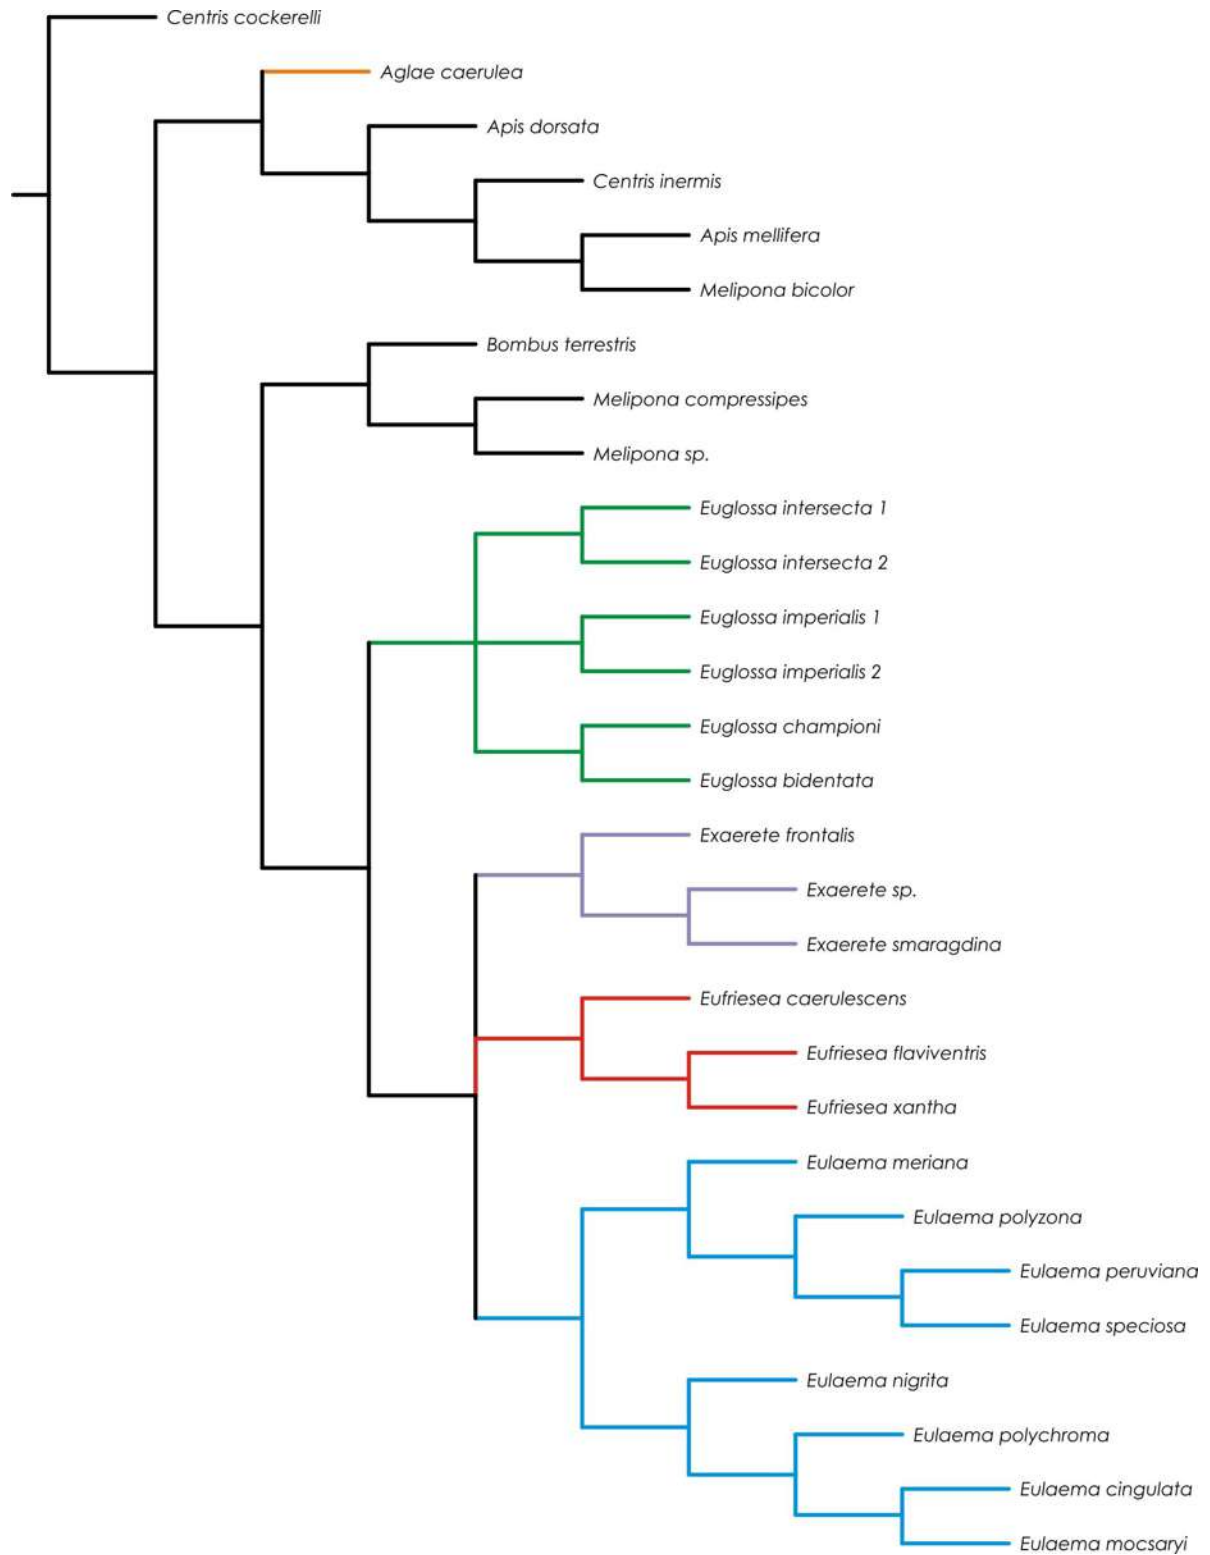 Centris cockerelli
Aglae caerulea
Apis dorsata
Centris inermis
Apis mellifera
Melipona bicolor
Bombus terrestris
Melipona compressipes
Melipona sp.
Euglossa intersecta 1
Euglossa intersecta 2
Euglossa imperialis 1
Euglossa imperialis 2
Euglossa championi
Euglossa bidentata
Exaerete frontalis
Exaerete sp.
Exaerete smaragdina
Eufriesea caerulescens
Eufriesea flaviventris
Eufriesea xantha
Eulaema meriana
Eulaema polyzona
Eulaema peruviana
Eulaema speciosa
Eulaema nigrita
Eulaema polychroma
Eulaema cingulata
Eulaema mocsaryi